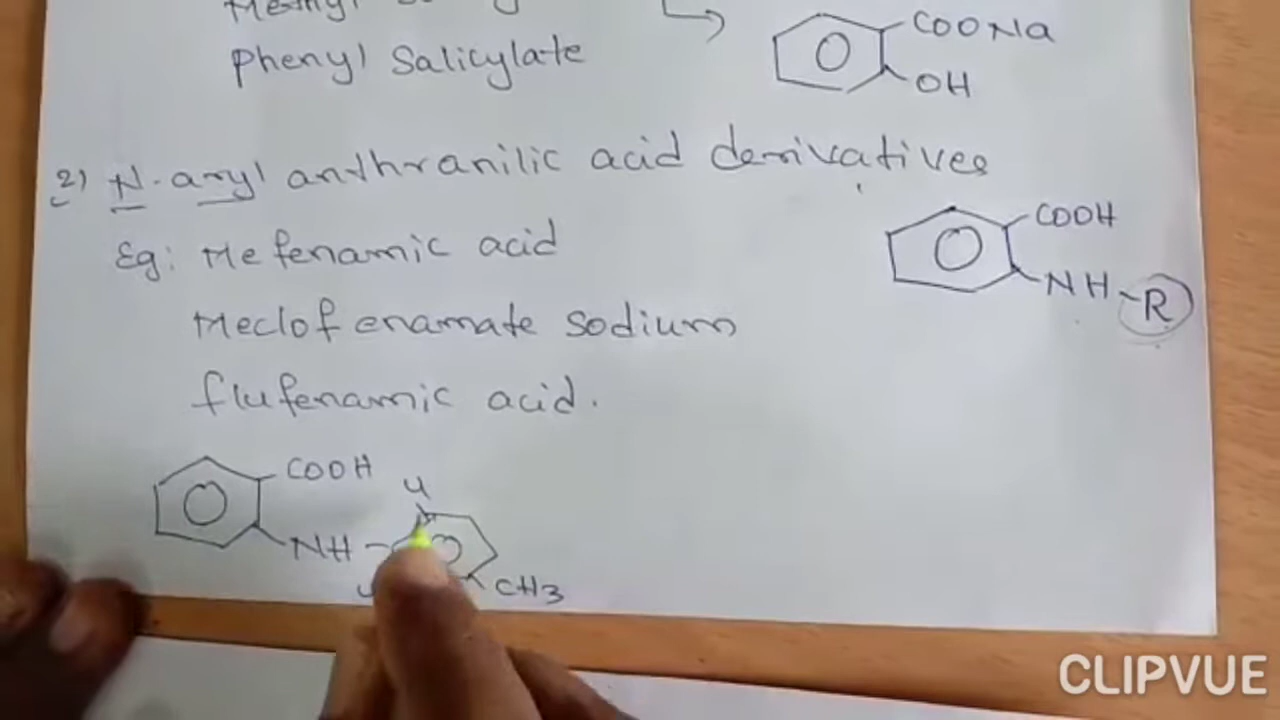 Phenyl Salicylate
COONa
OH
2) N-aryl anthranilic acid derivatives
Eg: Mefenamic acid
COOH
NH-R
Meclofenamate sodium
flufenamic acid.
COOH
NH
CH3
CLIPVUE